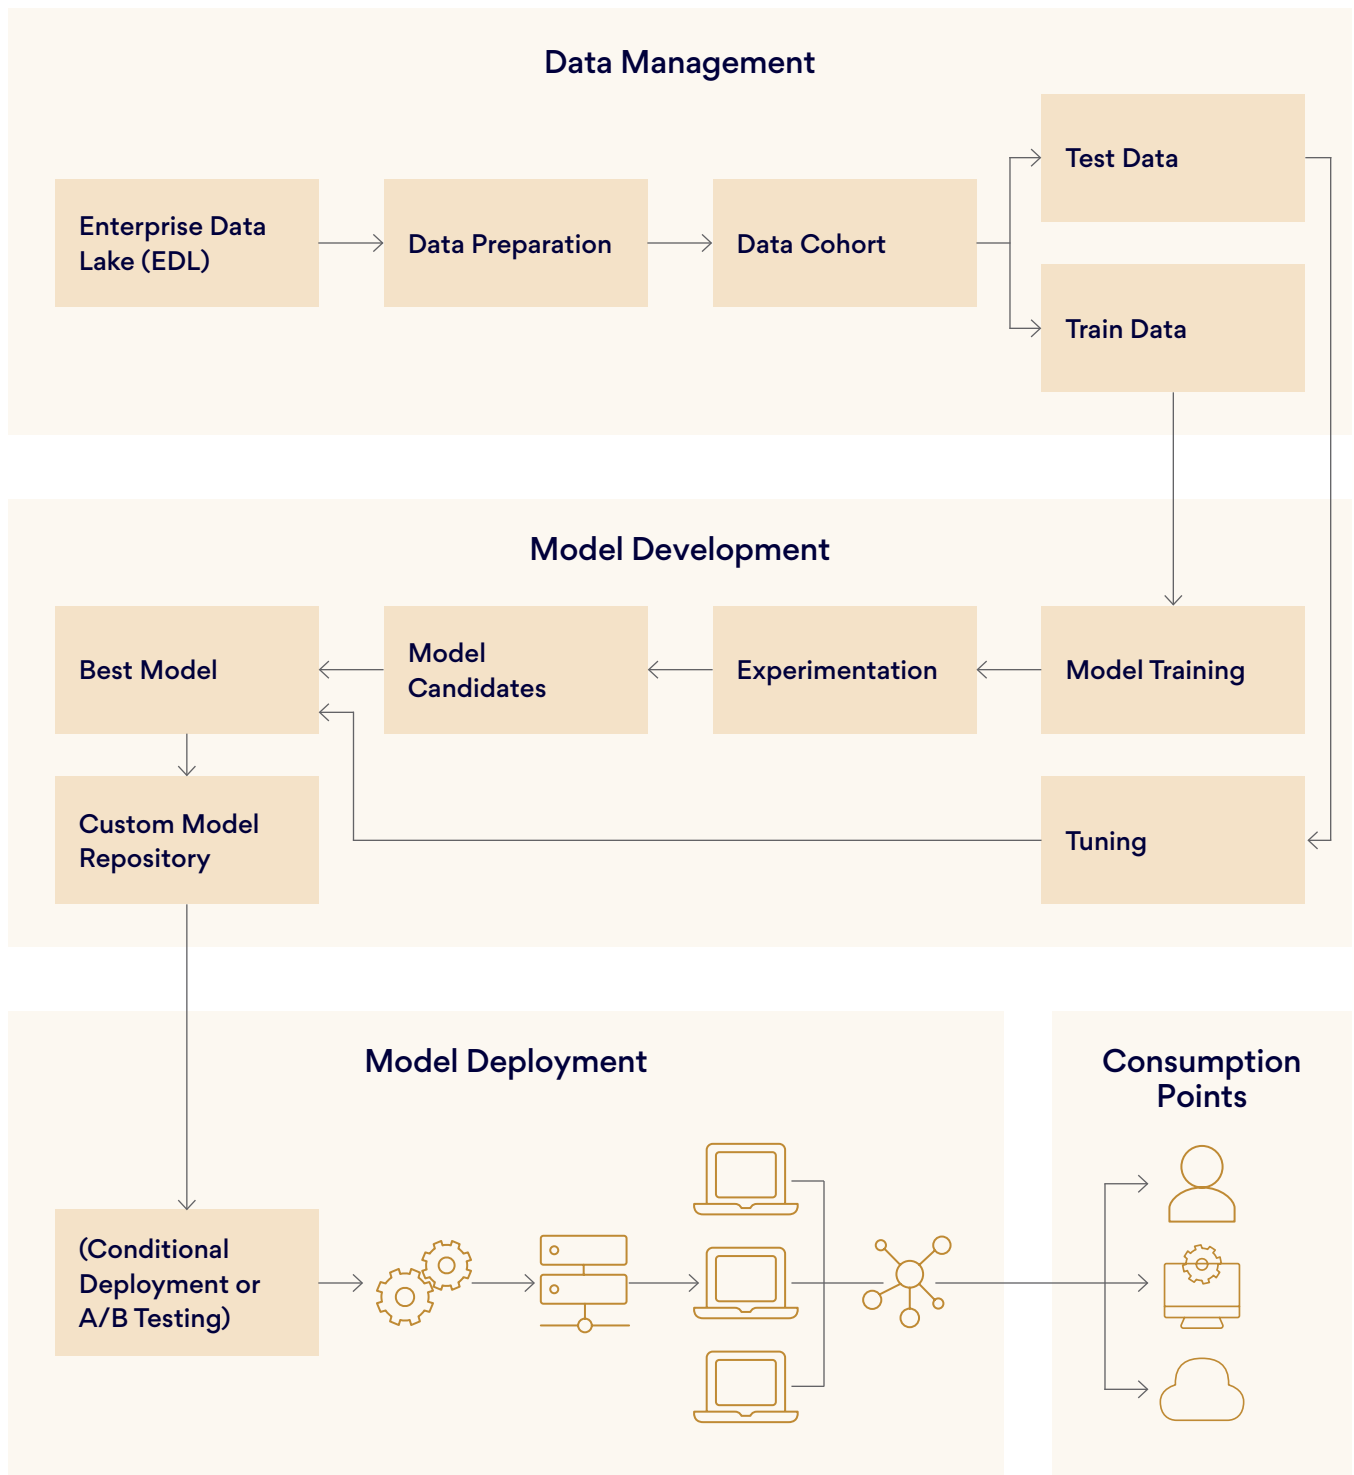 Data Management
Enterprise Data
Lake (EDL)
Data Preparation
Data Cohort
Test Data
Train Data
Model Development
Best Model
Model
Candidates
Experimentation
Model Training
Custom Model
Repository
Tuning
Model Deployment
(Conditional
Deployment or
A/B Testing)
Consumption
Points